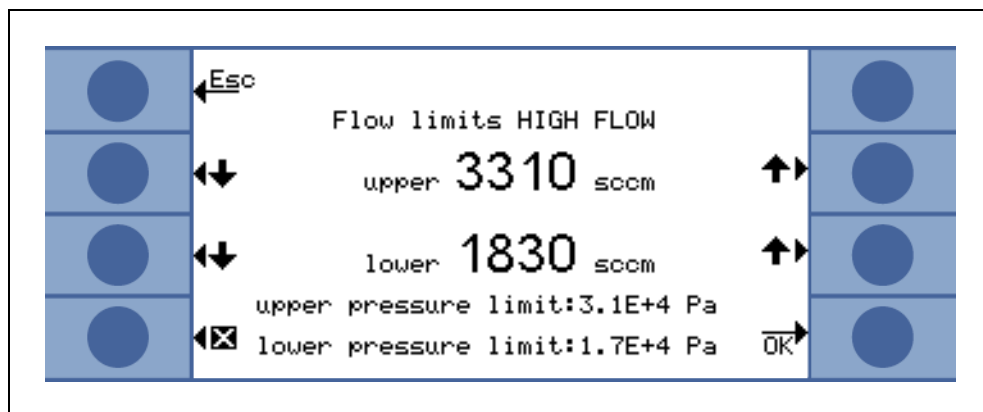 Esc
Flow limits HIGH FLOW
upper 3310 sccm
lower 1830 sccm
upper pressure limit:3.1E+4 Pa
lower pressure limit:1.7E+4 Pa
OK